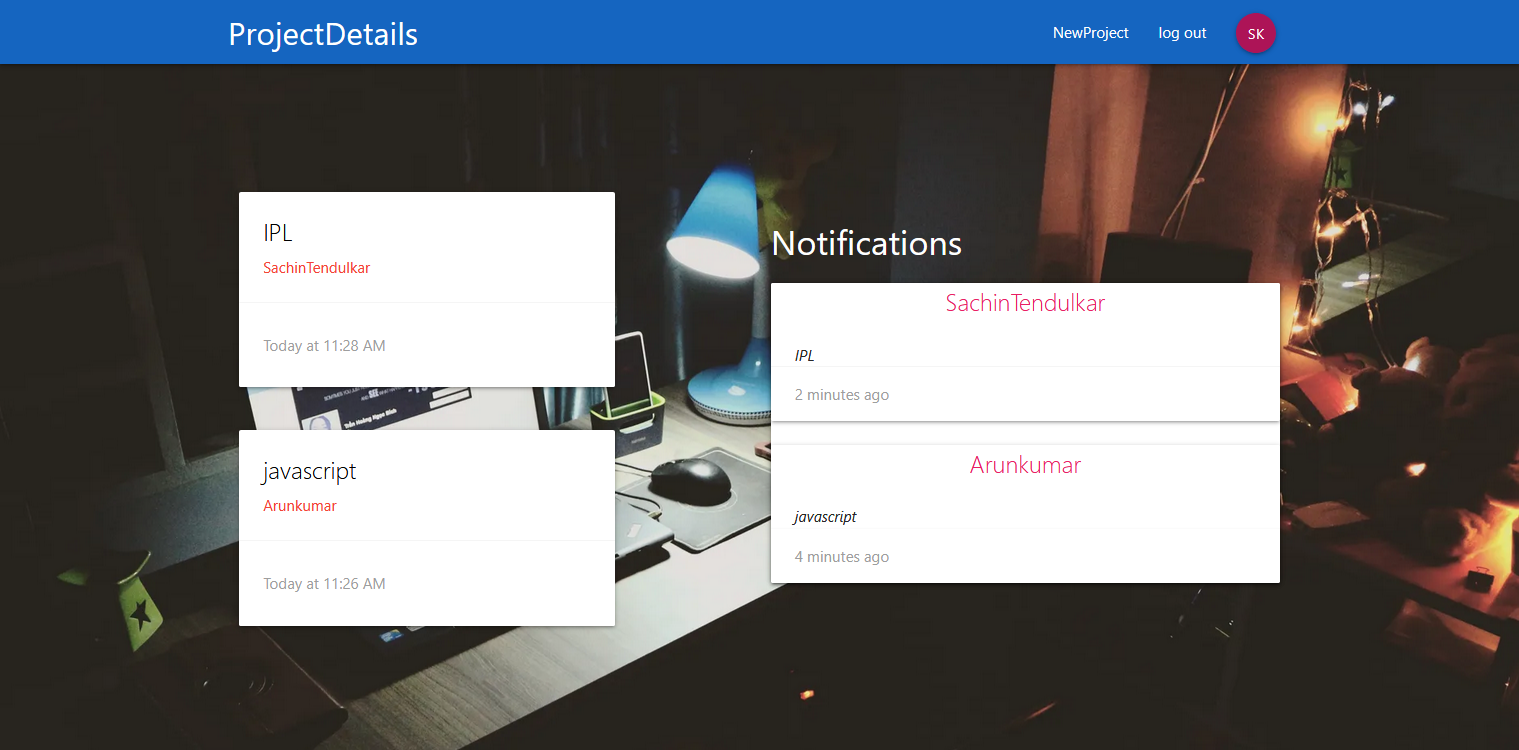 ProjectDetails
NewProject
log out
SK
IPL
SachinTendulkar
Today at 11:28 AM
javascript
Arunkumar
Today at 11:26 AM
Notifications
SachinTendulkar
IPL
2 minutes ago
Arunkumar
javascript
4 minutes ago